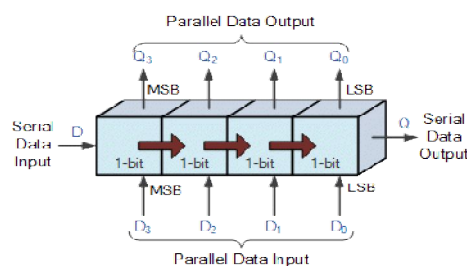 Parallel Data Output
Q3 Q2 Q1 Q0
MSB LSB
Serial
Data
Input
D
Q
Serial
Data
Output
1-bit 1-bit 1-bit 1-bit
MSB LSB
D3 D2 D1 D0
Parallel Data Input